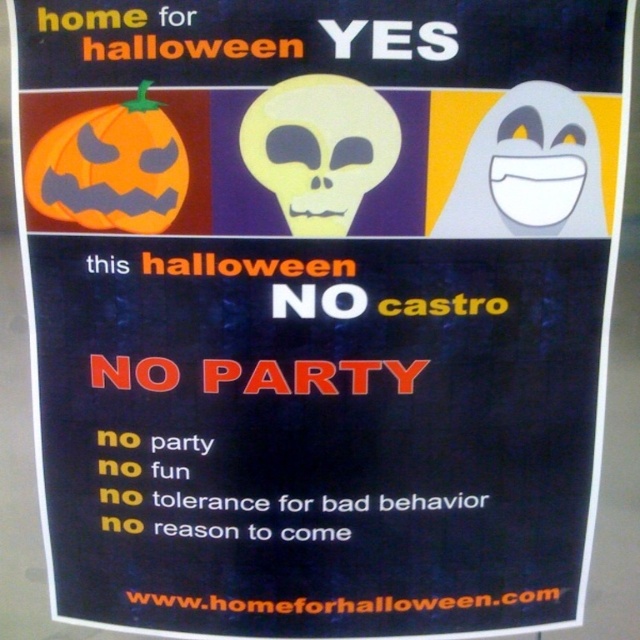 home for
halloween YES
this halloween
NO castro
NO PARTY
no party
no fun
no tolerance for bad behavior
no reason to come
www.homeforhalloween.com